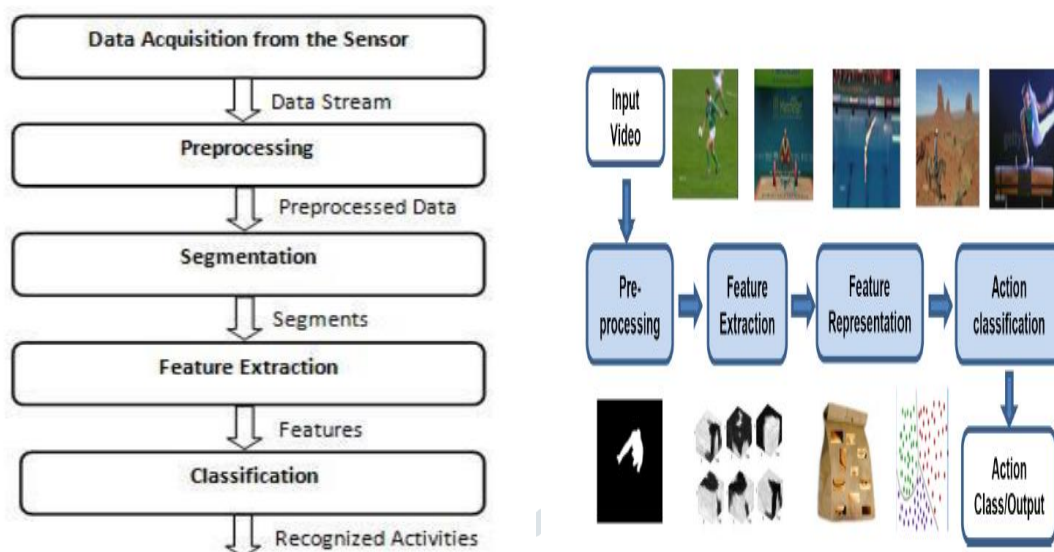 Data Acquisition from the Sensor
Data Stream
Preprocessing
Preprocessed Data
Segmentation
Segments
Feature Extraction
Features
Classification
Recognized Activities
Input
Video
Pre-
processing
Feature
Extraction
Feature
Representation
Action
classification
Action
Class/Output